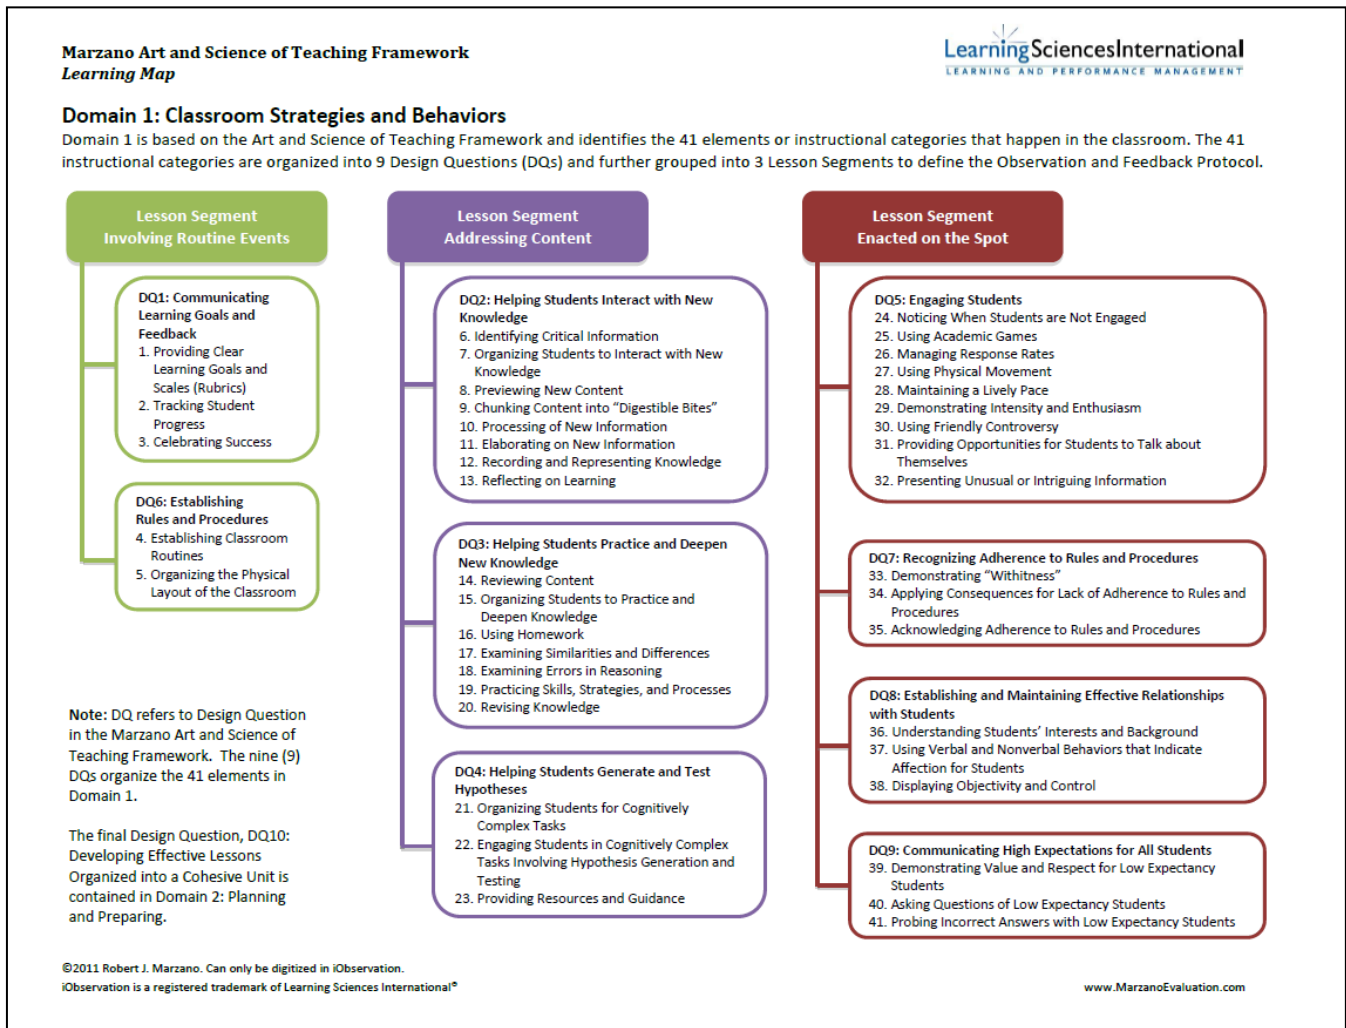 Marzano Art and Science of Teaching Framework
Learning Map
LearningSciencesInternational
LEARNING AND PERFORMANCE MANAGEMENT
Domain 1: Classroom Strategies and Behaviors
Domain 1 is based on the Art and Science of Teaching Framework and identifies the 41 elements or instructional categories that happen in the classroom. The 41
instructional categories are organized into 9 Design Questions (DQs) and further grouped into 3 Lesson Segments to define the Observation and Feedback Protocol.
Lesson Segment
Involving Routine Events
DQ1: Communicating
Learning Goals and
Feedback
1. Providing Clear
Learning Goals and
Scales (Rubrics)
2. Tracking Student
Progress
3. Celebrating Success
DQ6: Establishing
Rules and Procedures
4. Establishing Classroom
Routines
5. Organizing the Physical
Layout of the Classroom
Note: DQ refers to Design Question
in the Marzano Art and Science of
Teaching Framework. The nine (9)
DQs organize the 41 elements in
Domain 1.
The final Design Question, DQ10:
Developing Effective Lessons
Organized into a Cohesive Unit is
contained in Domain 2: Planning
and Preparing.
Lesson Segment
Addressing Content
DQ2: Helping Students Interact with New
Knowledge
6. Identifying Critical Information
7. Organizing Students to Interact with New
Knowledge
8. Previewing New Content
9. Chunking Content into “Digestible Bites”
10. Processing of New Information
11. Elaborating on New Information
12. Recording and Representing Knowledge
13. Reflecting on Learning
DQ3: Helping Students Practice and Deepen
New Knowledge
14. Reviewing Content
15. Organizing Students to Practice and
Deepen Knowledge
16. Using Homework
17. Examining Similarities and Differences
18. Examining Errors in Reasoning
19. Practicing Skills, Strategies, and Processes
20. Revising Knowledge
DQ4: Helping Students Generate and Test
Hypotheses
21. Organizing Students for Cognitively
Complex Tasks
22. Engaging Students in Cognitively Complex
Tasks Involving Hypothesis Generation and
Testing
23. Providing Resources and Guidance
Lesson Segment
Enacted on the Spot
DQ5: Engaging Students
24. Noticing When Students are Not Engaged
25. Using Academic Games
26. Managing Response Rates
27. Using Physical Movement
28. Maintaining a Lively Pace
29. Demonstrating Intensity and Enthusiasm
30. Using Friendly Controversy
31. Providing Opportunities for Students to Talk about
Themselves
32. Presenting Unusual or Intriguing Information
DQ7: Recognizing Adherence to Rules and Procedures
33. Demonstrating “Withitness”
34. Applying Consequences for Lack of Adherence to Rules and
Procedures
35. Acknowledging Adherence to Rules and Procedures
DQ8: Establishing and Maintaining Effective Relationships
with Students
36. Understanding Students’ Interests and Background
37. Using Verbal and Nonverbal Behaviors that Indicate
Affection for Students
38. Displaying Objectivity and Control
DQ9: Communicating High Expectations for All Students
39. Demonstrating Value and Respect for Low Expectancy
Students
40. Asking Questions of Low Expectancy Students
41. Probing Incorrect Answers with Low Expectancy Students
©2011 Robert J. Marzano. Can only be digitized in iObservation.
iObservation is a registered trademark of Learning Sciences International®
www.MarzanoEvaluation.com